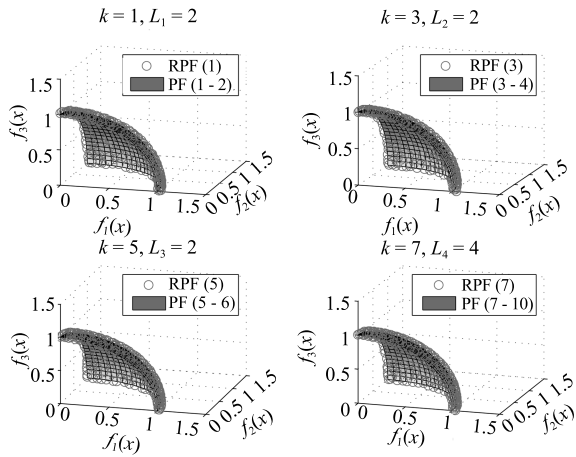 k = 1, L1 = 2
RPF (1)
PF (1 - 2)
1.5
1
0.5
0
f3(x)
0 0.5 1 1.5
f1(x)
0 0.5 1 1.5
f2(x)
k = 3, L2 = 2
RPF (3)
PF (3 - 4)
1.5
1
0.5
0
f3(x)
0 0.5 1 1.5
f1(x)
0 0.5 1 1.5
f2(x)
k = 5, L3 = 2
RPF (5)
PF (5 - 6)
1.5
1
0.5
0
f3(x)
0 0.5 1 1.5
f1(x)
0 0.5 1 1.5
f2(x)
k = 7, L4 = 4
RPF (7)
PF (7 - 10)
1.5
1
0.5
0
f3(x)
0 0.5 1 1.5
f1(x)
0 0.5 1 1.5
f2(x)